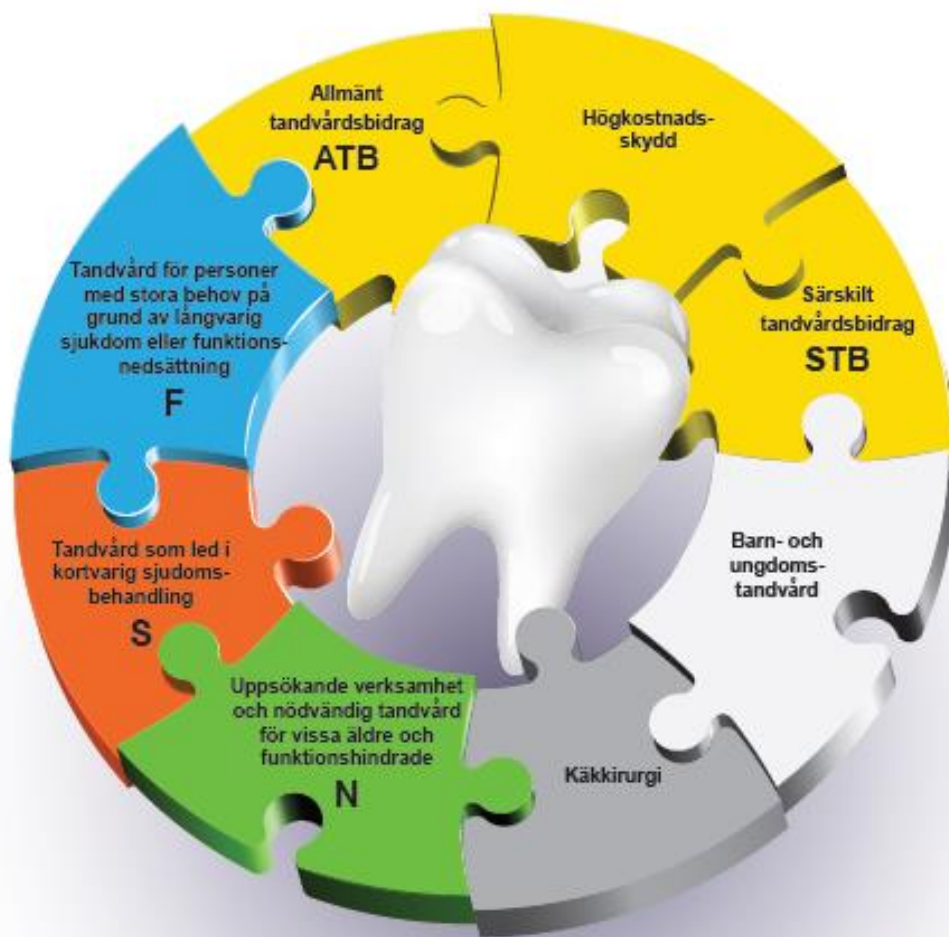 Allmänt
tandvårdsbidrag
ATB
Högkostnads-
skydd
Särskilt
tandvårdsbidrag
STB
Barn- och
ungdoms-
tandvård
Käkkirurgi
Uppsökande verksamhet
och nödvändig tandvård
för vissa äldre och
funktionshindrade
N
Tandvård som led i
kortvarig sjudoms-
behandling
S
Tandvård för personer
med stora behov på
grund av långvarig
sjukdom eller funktions-
nedsättning
F